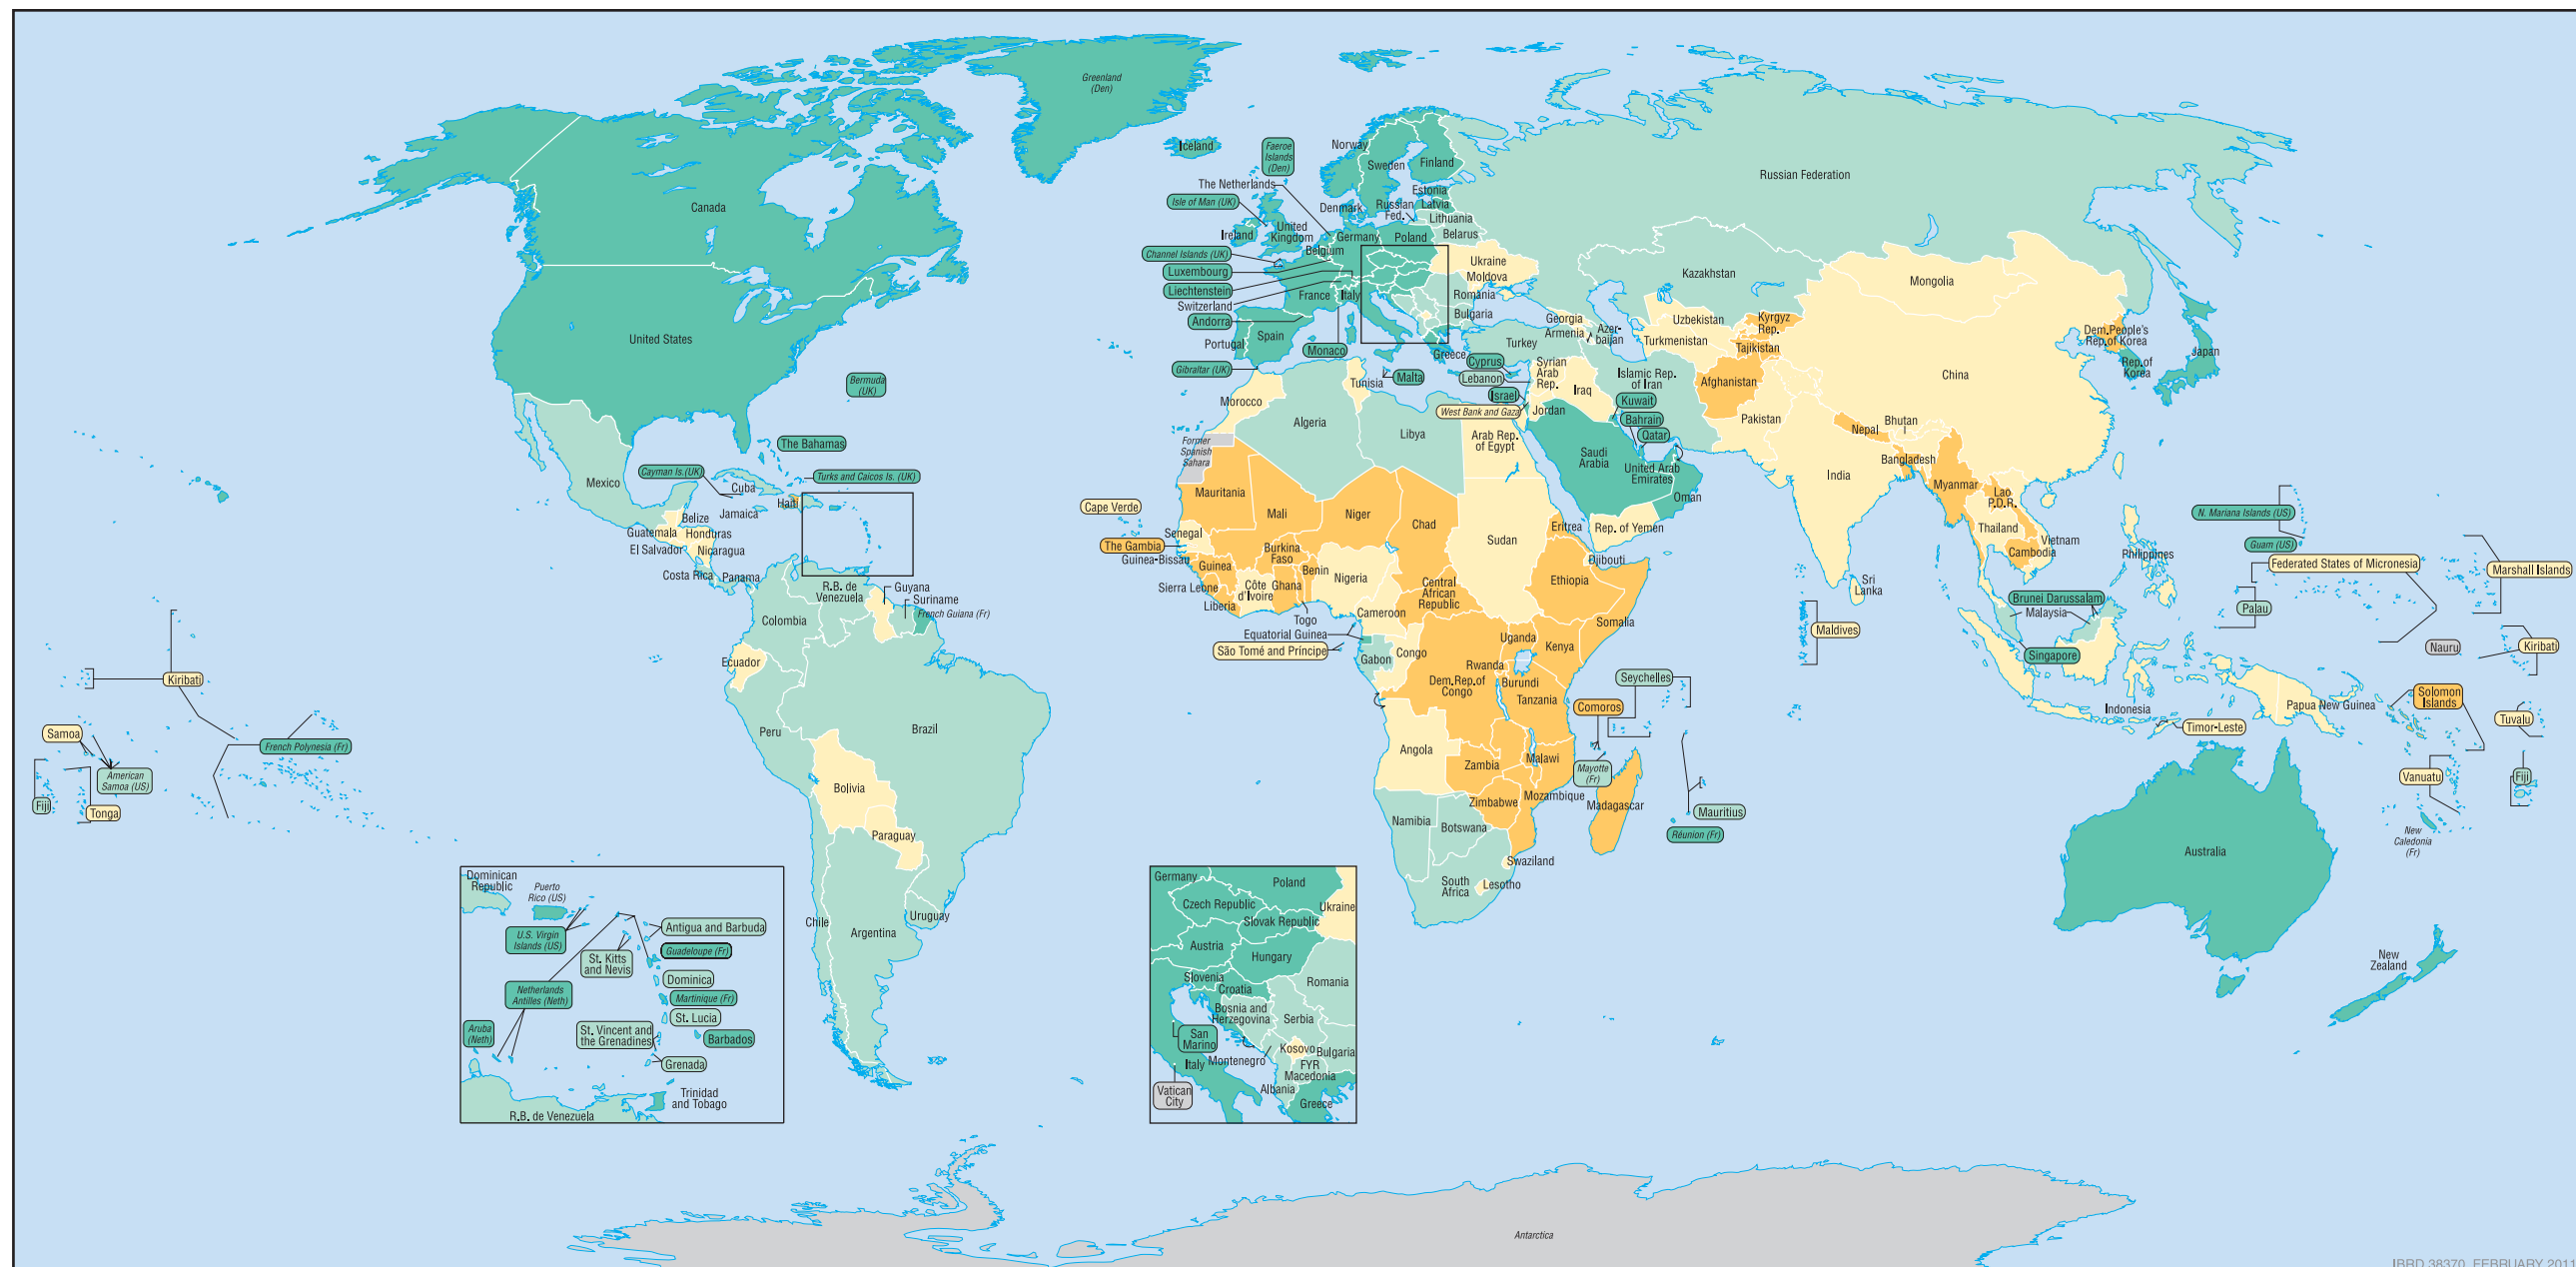 Greenland
(Den)
Iceland
Faeroe
Islands
(Den)
Norway
Sweden
Finland
Russian Federation
The Netherlands
Isle of Man (UK)
Estonia
Denmark
Russian
Fed.
Latvia
Lithuania
Canada
Ireland
United
Kingdom
Germany
Poland
Belarus
Channel Islands (UK)
Belgium
Luxembourg
Ukraine
Moldova
Kazakhstan
Mongolia
Liechtenstein
France
Italy
Romania
Switzerland
Andorra
Bulgaria
Georgia
Armenia
Azer-
baijan
Uzbekistan
Kyrgyz
Rep.
Turkmenistan
Tajikistan
Dem.People's
Rep.of Korea
Japan
Rep.of
Korea
United States
Portugal
Spain
Monaco
Greece
Turkey
Cyprus
Gibraltar (UK)
Tunisia
Malta
Lebanon
Syrian
Arab
Rep.
Iraq
Islamic Rep.
of Iran
Afghanistan
China
Bermuda
(UK)
Morocco
Israel
West Bank and Gaza
Jordan
Kuwait
Bahrain
Qatar
Pakistan
Nepal
Bhutan
Algeria
Libya
Arab Rep.
of Egypt
Former
Spanish
Sahara
Saudi
Arabia
United Arab
Emirates
Oman
Bangladesh
India
Myanmar
Lao
P.D.R.
The Bahamas
Cayman Is.(UK)
Turks and Caicos Is. (UK)
Mexico
Cuba
Haiti
Jamaica
Belize
Guatemala
Honduras
El Salvador
Nicaragua
Costa Rica
Panama
Cape Verde
Mauritania
Mali
Niger
Chad
Sudan
Eritrea
Rep. of Yemen
Djibouti
Senegal
The Gambia
Guinea-Bissau
Guinea
Burkina
Faso
Benin
Nigeria
Sierra Leone
Côte
d'Ivoire
Ghana
Liberia
Togo
Cameroon
Central
African
Republic
Ethiopia
Somalia
Thailand
Vietnam
Cambodia
Philippines
Sri
Lanka
N. Mariana Islands (US)
Guam (US)
Federated States of Micronesia
Marshall Islands
R.B. de
Venezuela
Guyana
Suriname
French Guiana (Fr)
Colombia
Ecuador
Peru
Brazil
Equatorial Guinea
São Tomé and Príncipe
Gabon
Congo
Uganda
Kenya
Rwanda
Burundi
Dem.Rep.of
Congo
Tanzania
Maldives
Brunei Darussalam
Malaysia
Palau
Singapore
Nauru
Kiribati
Kiribati
Seychelles
Comoros
Indonesia
Papua New Guinea
Solomon
Islands
Timor-Leste
Tuvalu
Samoa
French Polynesia (Fr)
American
Samoa (US)
Fiji
Tonga
Bolivia
Paraguay
Angola
Zambia
Malawi
Mayotte
(Fr)
Zimbabwe
Mozambique
Madagascar
Mauritius
Réunion (Fr)
Vanuatu
Fiji
New
Caledonia
(Fr)
Namibia
Botswana
Swaziland
South
Africa
Lesotho
Australia
Chile
Uruguay
Argentina
New
Zealand
Dominican
Republic
Puerto
Rico (US)
U.S. Virgin
Islands (US)
Antigua and Barbuda
Guadeloupe (Fr)
St. Kitts
and Nevis
Dominica
Netherlands
Antilles (Neth)
Martinique (Fr)
St. Lucia
Aruba
(Neth)
St. Vincent and
the Grenadines
Barbados
Grenada
Trinidad
and Tobago
R.B. de Venezuela
Germany
Poland
Czech Republic
Ukraine
Slovak Republic
Austria
Hungary
Slovenia
Croatia
Romania
Bosnia and
Herzegovina
Serbia
San
Marino
Kosovo
Bulgaria
Italy
Montenegro
FYR
Macedonia
Vatican
City
Albania
Greece
Antarctica
IBRD 38370 FEBRUARY 2011